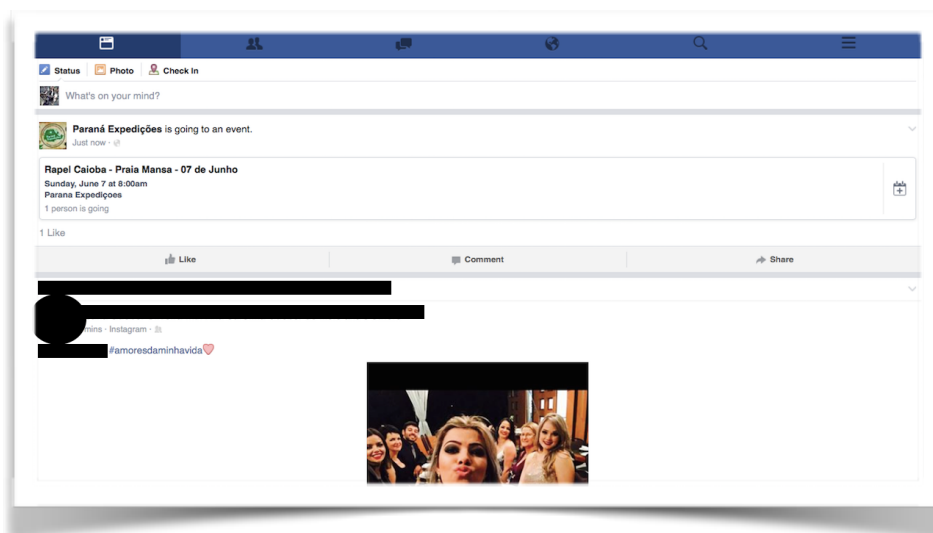 Status Photo Check In
What's on your mind?
Paraná Expedições is going to an event.
Just now ·
Rapel Caioba - Praia Mansa - 07 de Junho
Sunday, June 7 at 8:00am
Parana Expediçoes
1 person is going
1 Like
Like Comment Share
mins · Instagram ·
#amoresdaminhavida